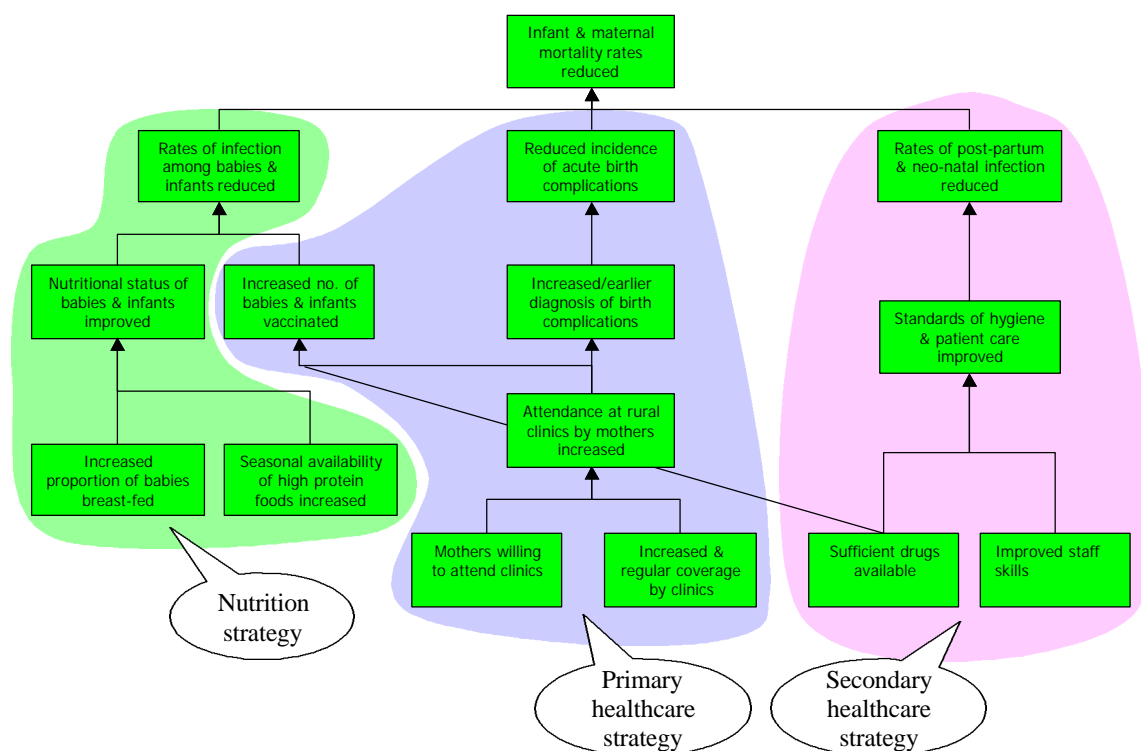 Infant & maternal
mortality rates
reduced
Rates of infection
among babies &
infants reduced
Reduced incidence
of acute birth
complications
Rates of post-partum
& neo-natal infection
reduced
Nutritional status of
babies & infants
improved
Increased no. of
babies & infants
vaccinated
Increased/earlier
diagnosis of birth
complications
Standards of hygiene
& patient care
improved
Attendance at rural
clinics by mothers
increased
Increased
proportion of babies
breast-fed
Seasonal availability
of high protein
foods increased
Mothers willing
to attend clinics
Increased &
regular coverage
by clinics
Sufficient drugs
available
Improved staff
skills
Nutrition
strategy
Primary
healthcare
strategy
Secondary
healthcare
strategy